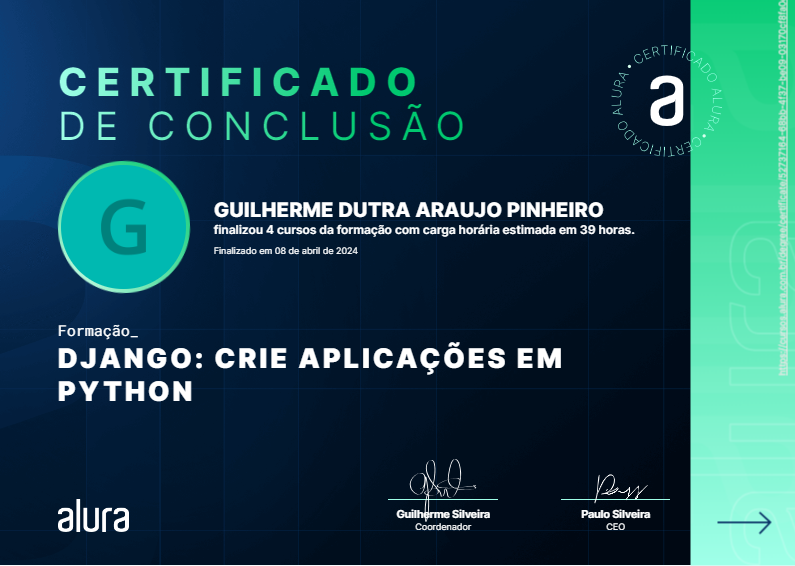 CERTIFICADO
DE CONCLUSÃO
CERTIFICADO ALURA • CERTIFICADO ALURA •
a
G
GUILHERME DUTRA ARAUJO PINHEIRO
finalizou 4 cursos da formação com carga horária estimada em 39 horas.
Finalizado em 08 de abril de 2024
Formação_
DJANGO: CRIE APLICAÇÕES EM
PYTHON
alura
Guilherme Silveira
Coordenador
Paulo Silveira
CEO
alura